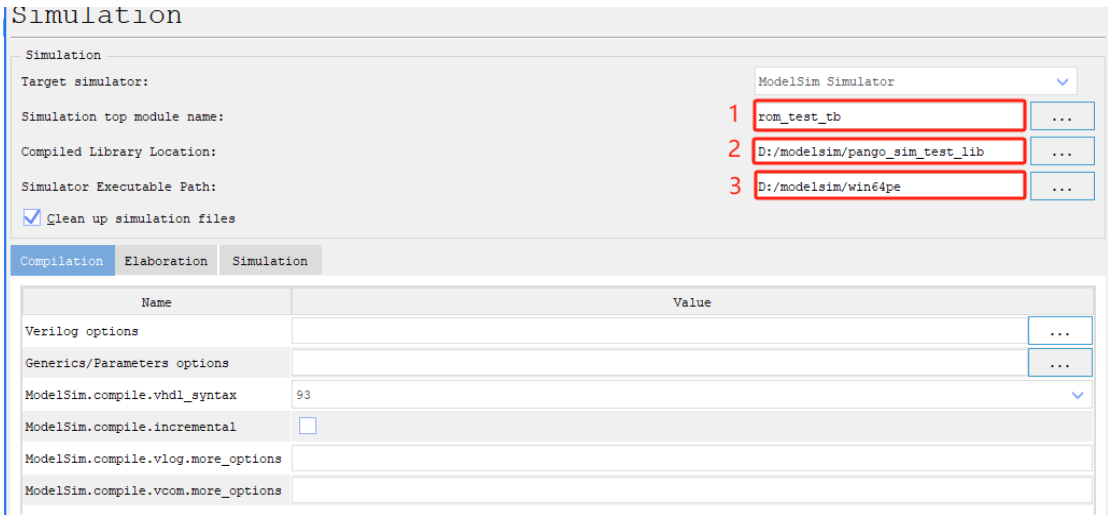 Simulation
Simulation
Target simulator: ModelSim Simulator
Simulation top module name: 1 rom_test_tb ...
Compiled Library Location: 2 D:/modelsim/pango_sim_test_lib ...
Simulator Executable Path: 3 D:/modelsim/win64pe ...
Clean up simulation files
Compilation Elaboration Simulation
Name Value
Verilog options ...
Generics/Parameters options ...
ModelSim.compile.vhdl_syntax 93
ModelSim.compile.incremental
ModelSim.compile.vlog.more_options
ModelSim.compile.vcom.more_options